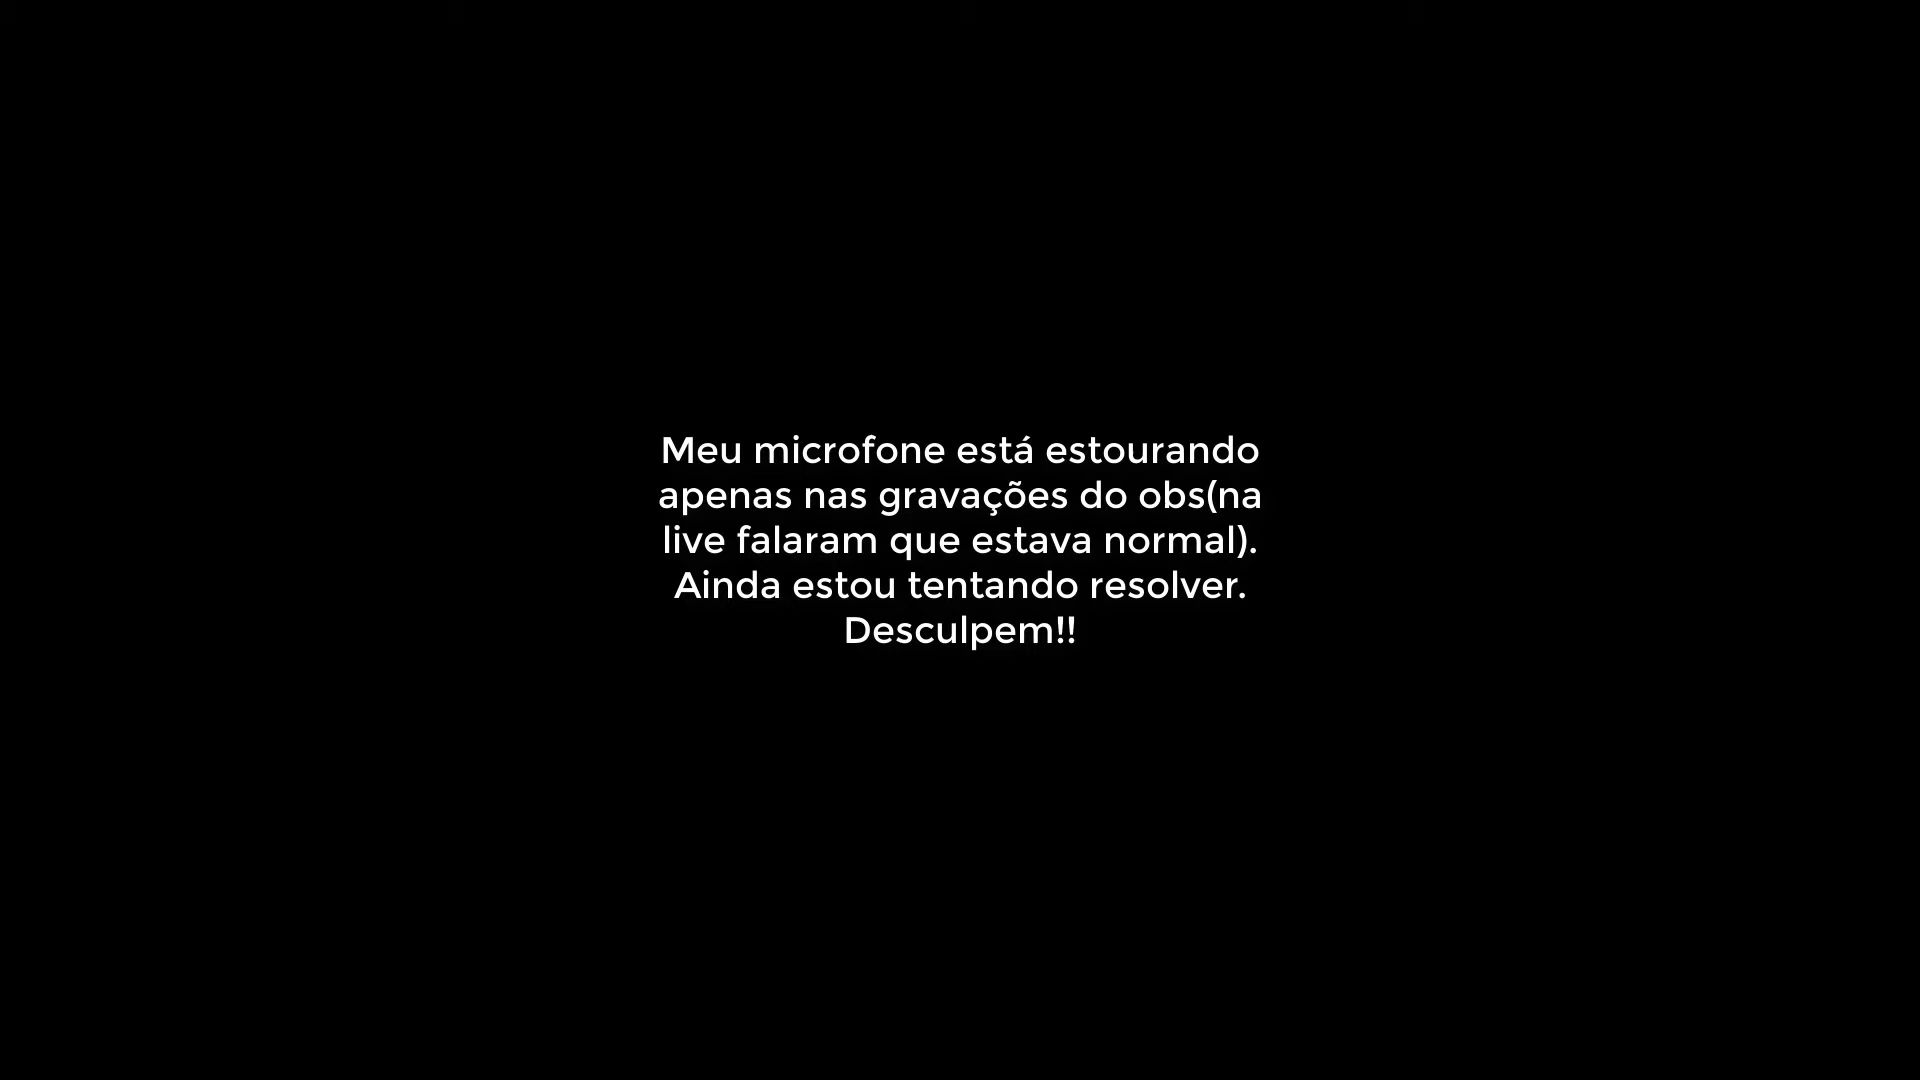 Meu microfone está estourando
apenas nas gravações do obs(na
live falaram que estava normal).
Ainda estou tentando resolver.
Desculpem!!